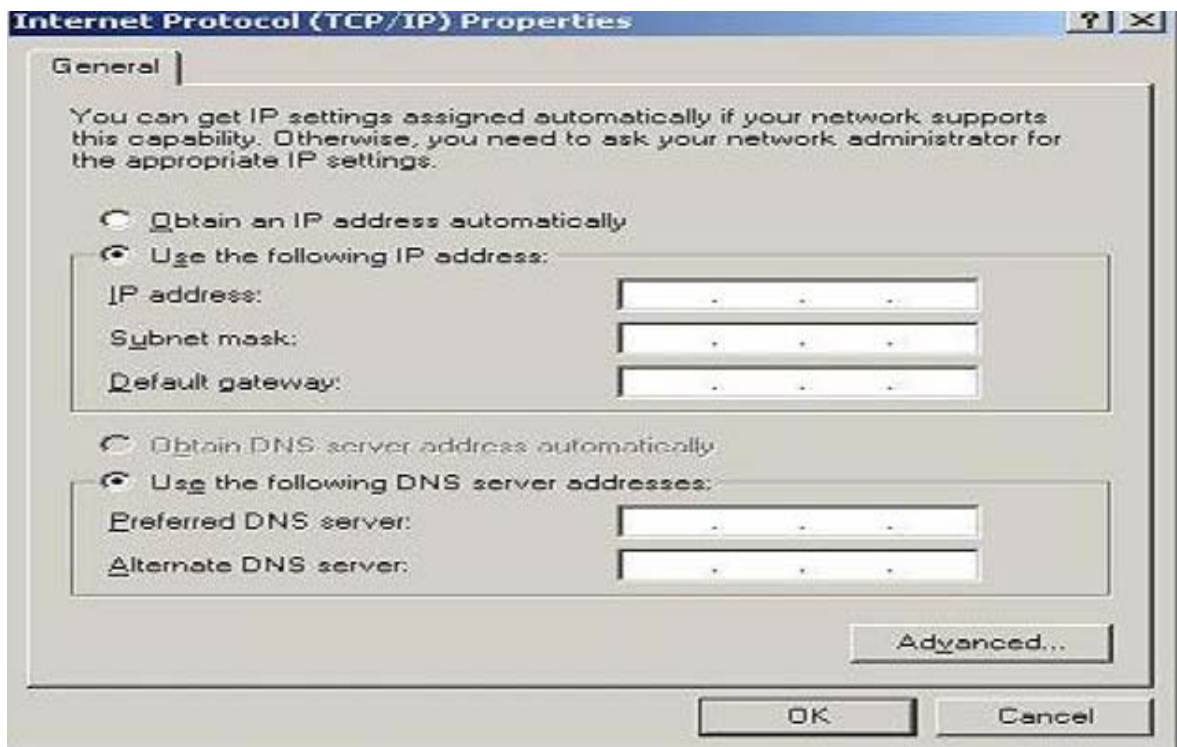 Internet Protocol (TCP/IP) Properties
General
You can get IP settings assigned automatically if your network supports
this capability. Otherwise, you need to ask your network administrator for
the appropriate IP settings.
Obtain an IP address automatically
Use the following IP address:
IP address:
Subnet mask:
Default gateway:
Obtain DNS server address automatically
Use the following DNS server addresses:
Preferred DNS server:
Alternate DNS server:
Advanced...
OK
Cancel